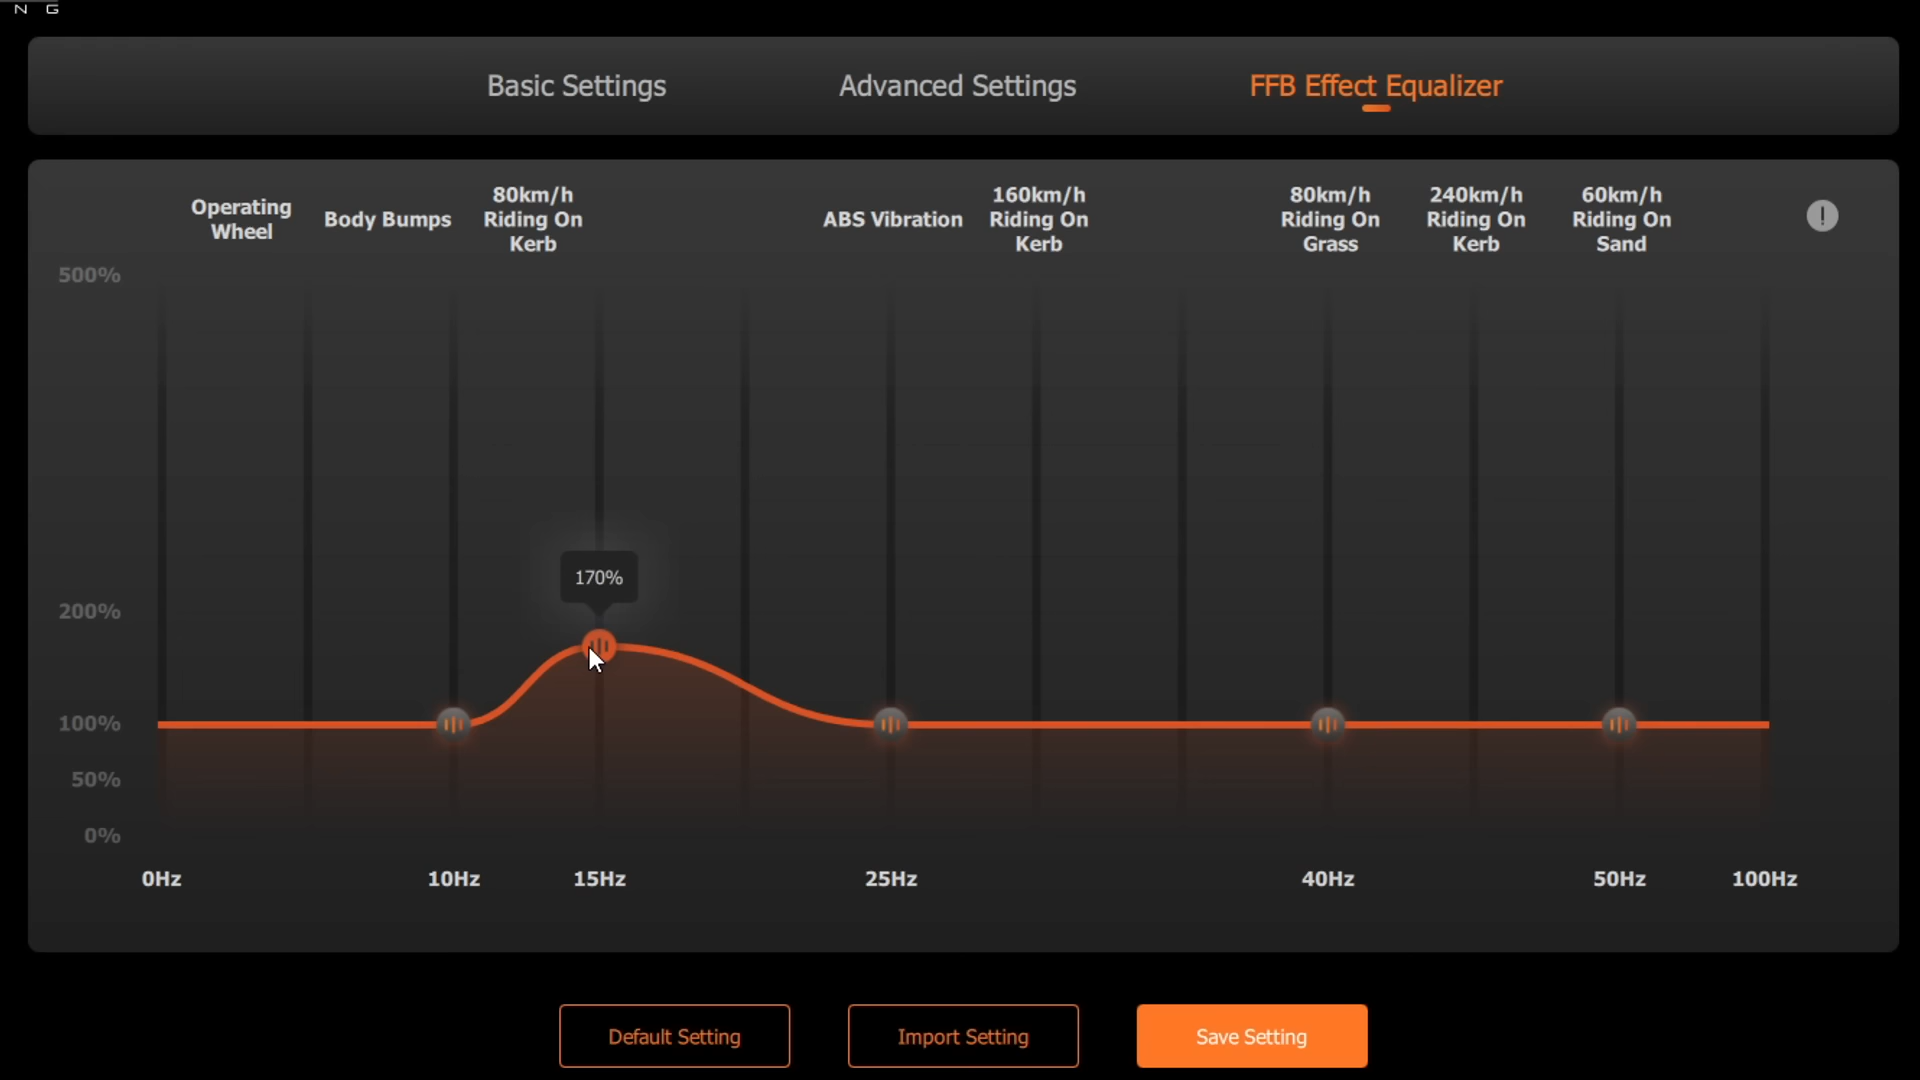 N G
Basic Settings
Advanced Settings
FFB Effect Equalizer
Operating
Wheel
Body Bumps
80km/h
Riding On
Kerb
ABS Vibration
160km/h
Riding On
Kerb
80km/h
Riding On
Grass
240km/h
Riding On
Kerb
60km/h
Riding On
Sand
!
500%
170%
200%
100%
50%
0%
0Hz
10Hz
15Hz
25Hz
40Hz
50Hz
100Hz
Default Setting
Import Setting
Save Setting